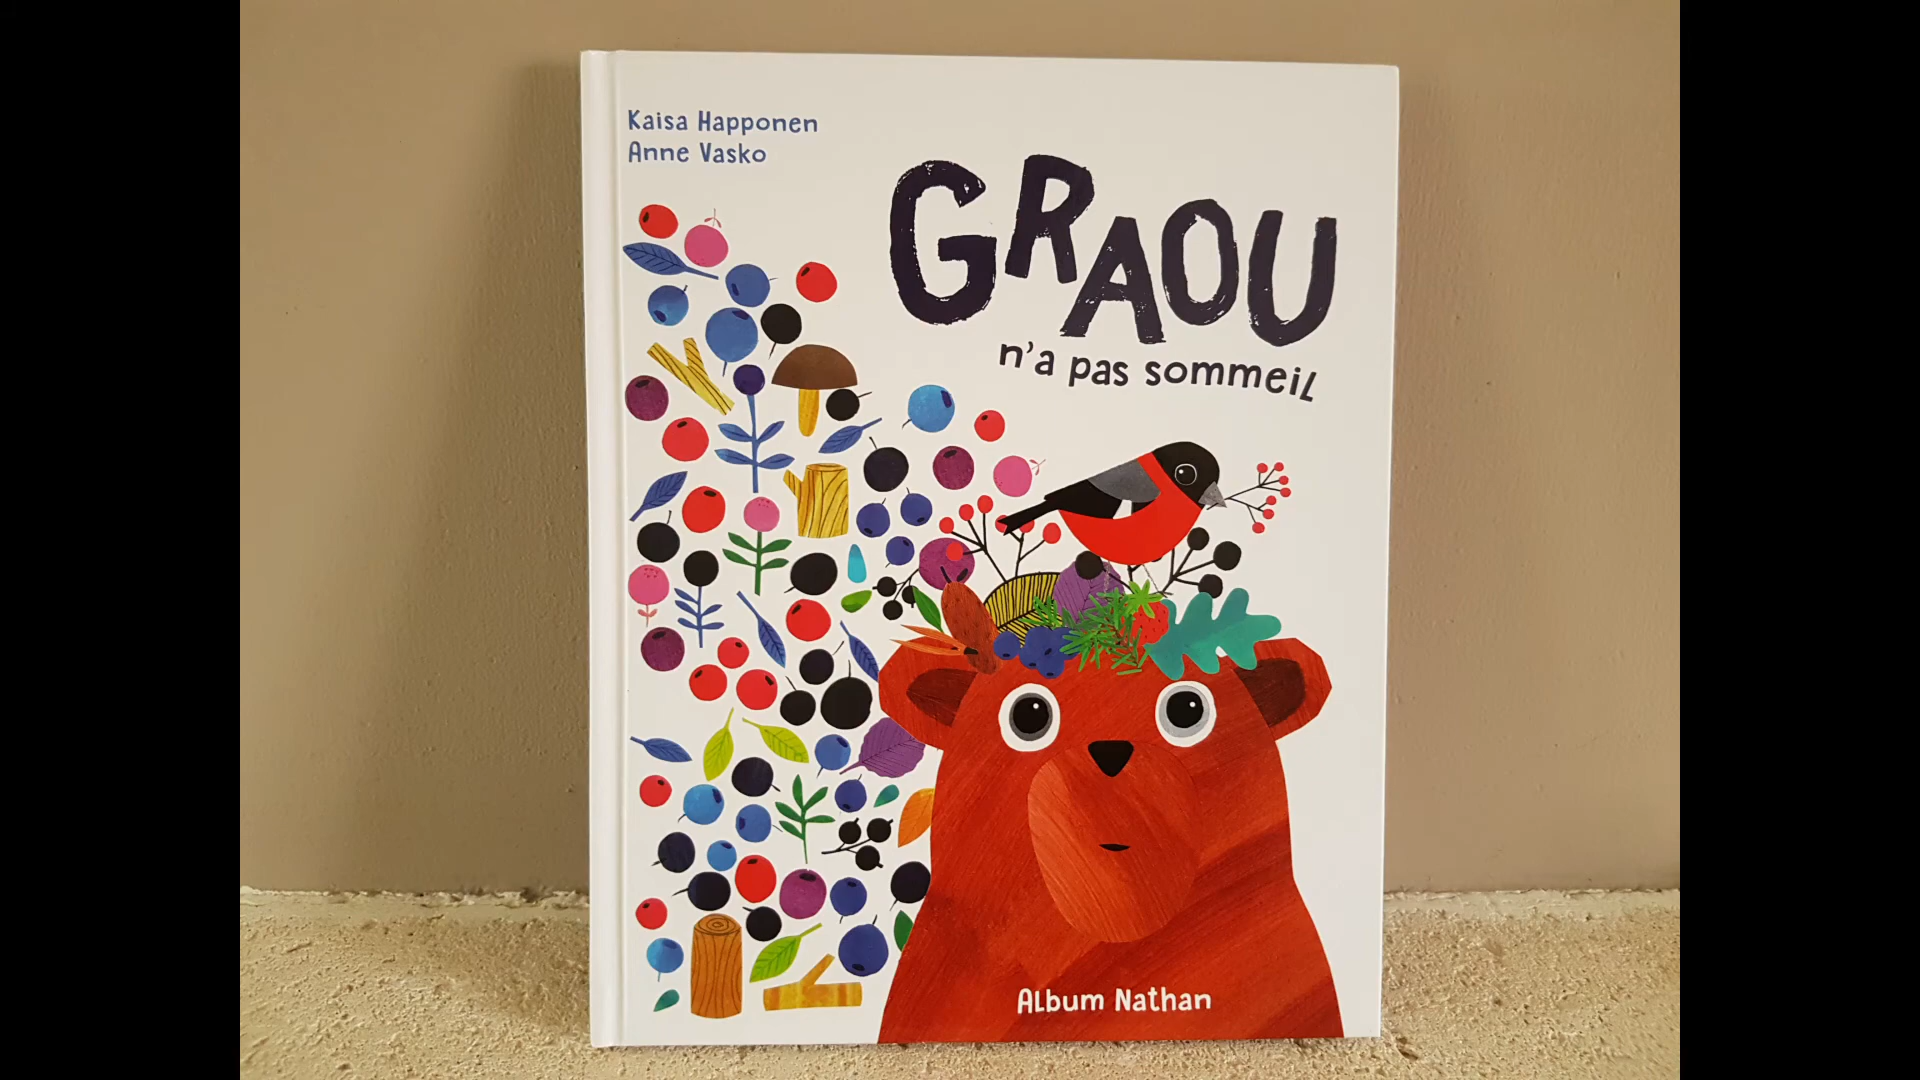 Kaisa Happonen
Anne Vasko
GRAOU
n'a pas sommeil
Album Nathan